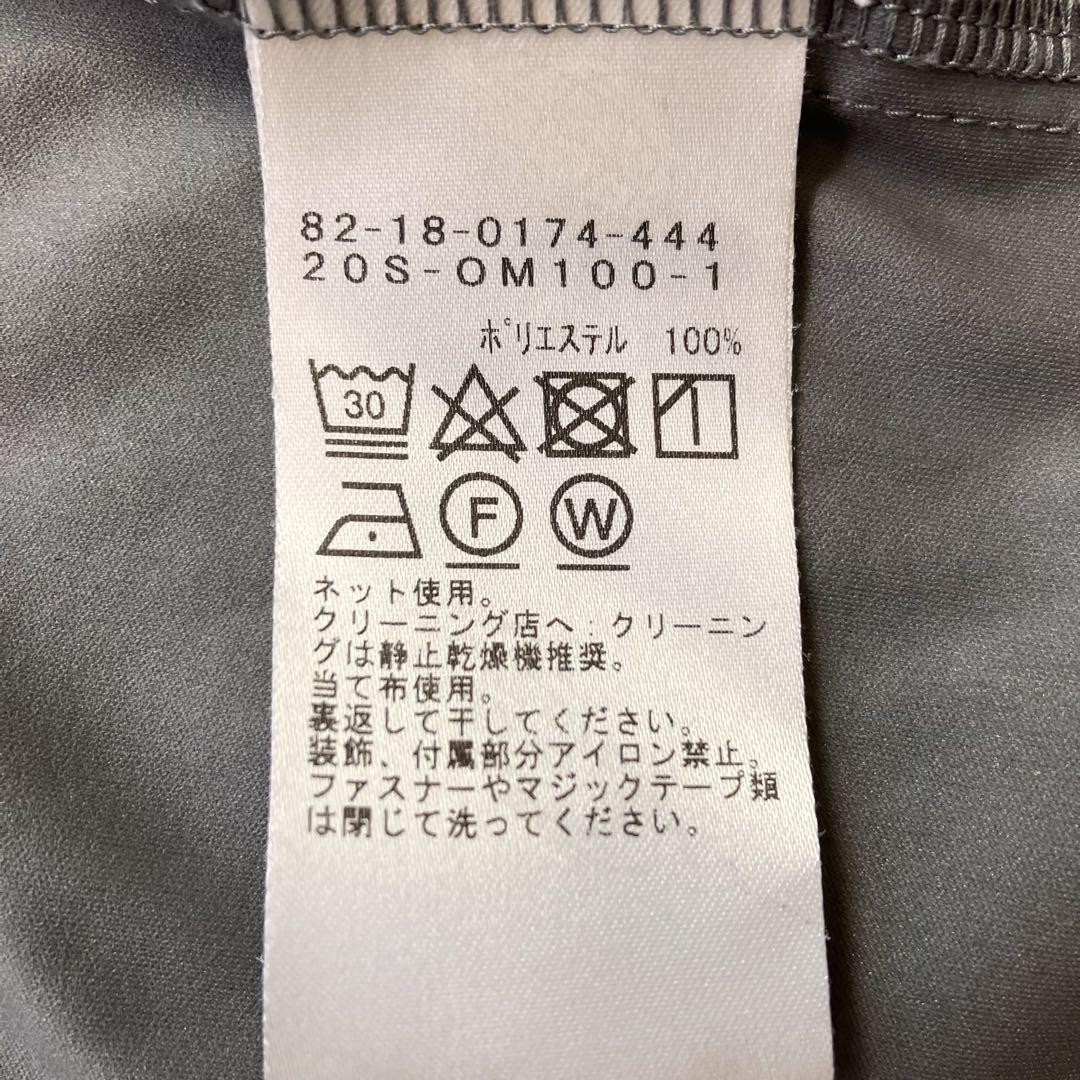 82-18-0174-444
20S-OM100-1
ポリエステル 100%
30
F W
ネット使用。
クリーニング店へ:クリーニン
グは静止乾燥機推奨。
当て布使用。
裏返して干してください。
装飾、付属部分アイロン禁止。
ファスナーやマジックテープ類
は閉じて洗ってください。